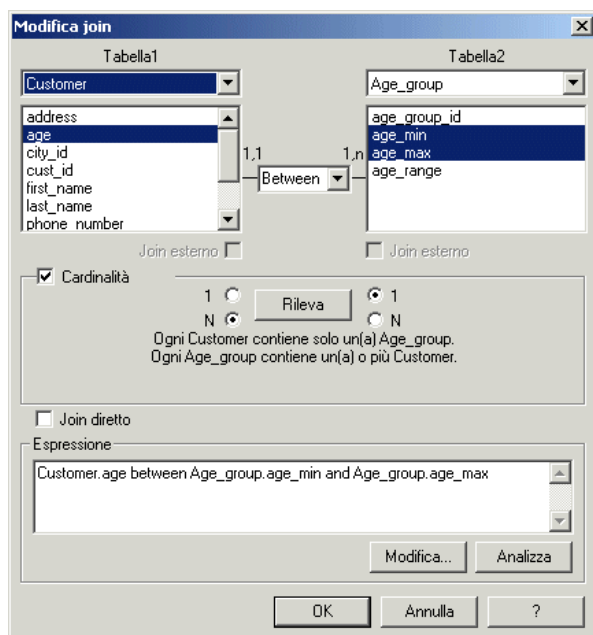 Modifica join
Tabella1
Tabella2
Customer
Age_group
address
age
city_id
cust_id
first_name
last_name
phone_number
1,1
1,n
Between
age_group_id
age_min
age_max
age_range
Join esterno
Join esterno
Cardinalità
1
Rileva
1
N
N
Ogni Customer contiene solo un(a) Age_group.
Ogni Age_group contiene un(a) o più Customer.
Join diretto
Espressione
Customer.age between Age_group.age_min and Age_group.age_max
Modifica...
Analizza
OK
Annulla
?